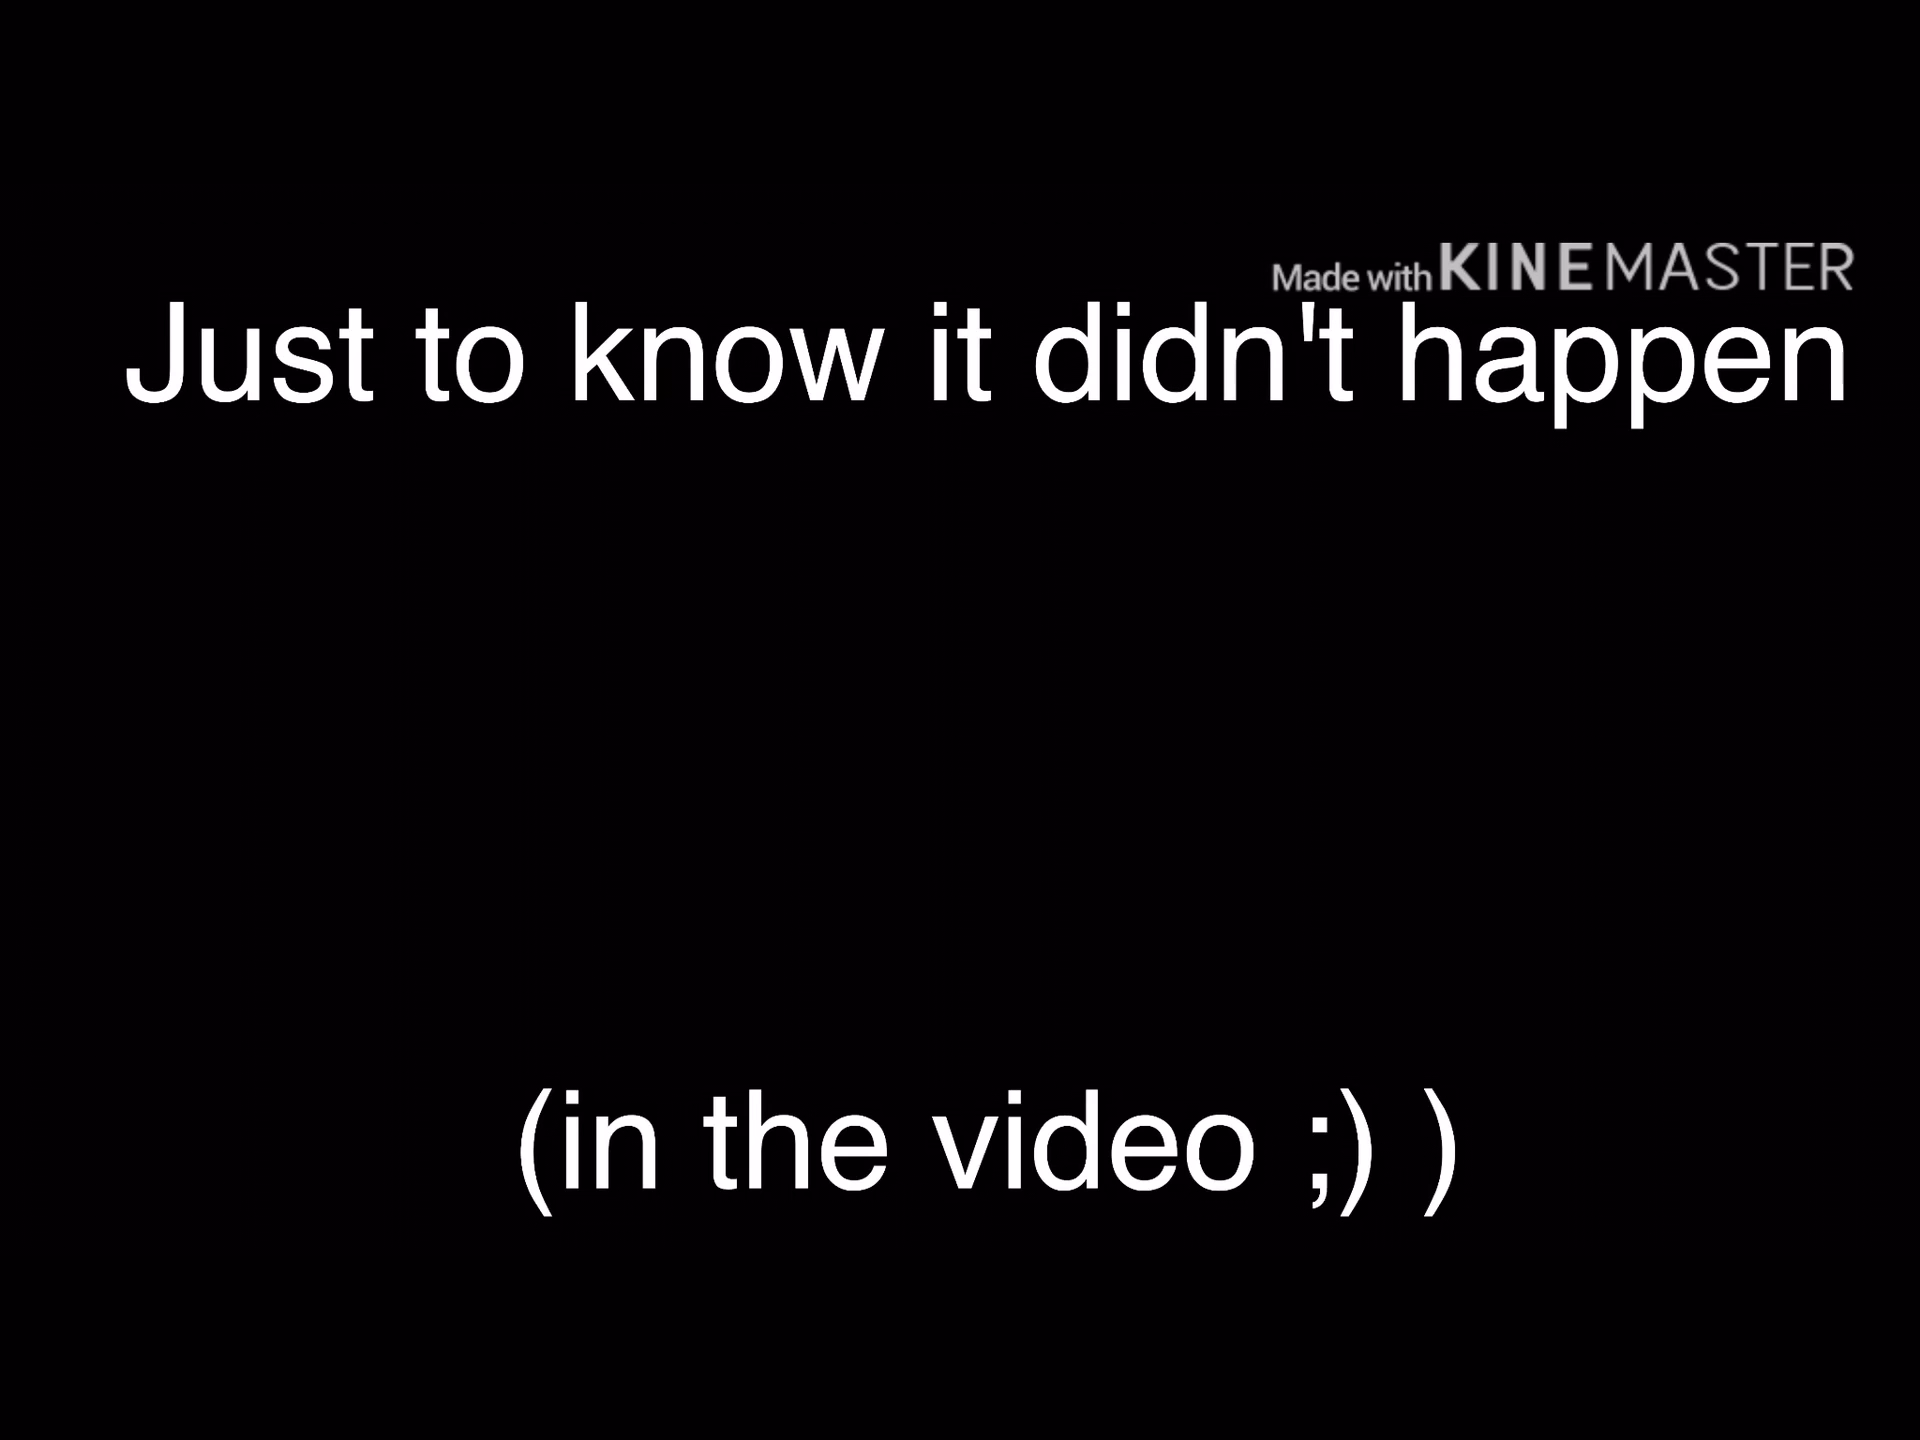 Made with KINEMASTER
Just to know it didn't happen
(in the video ;) )